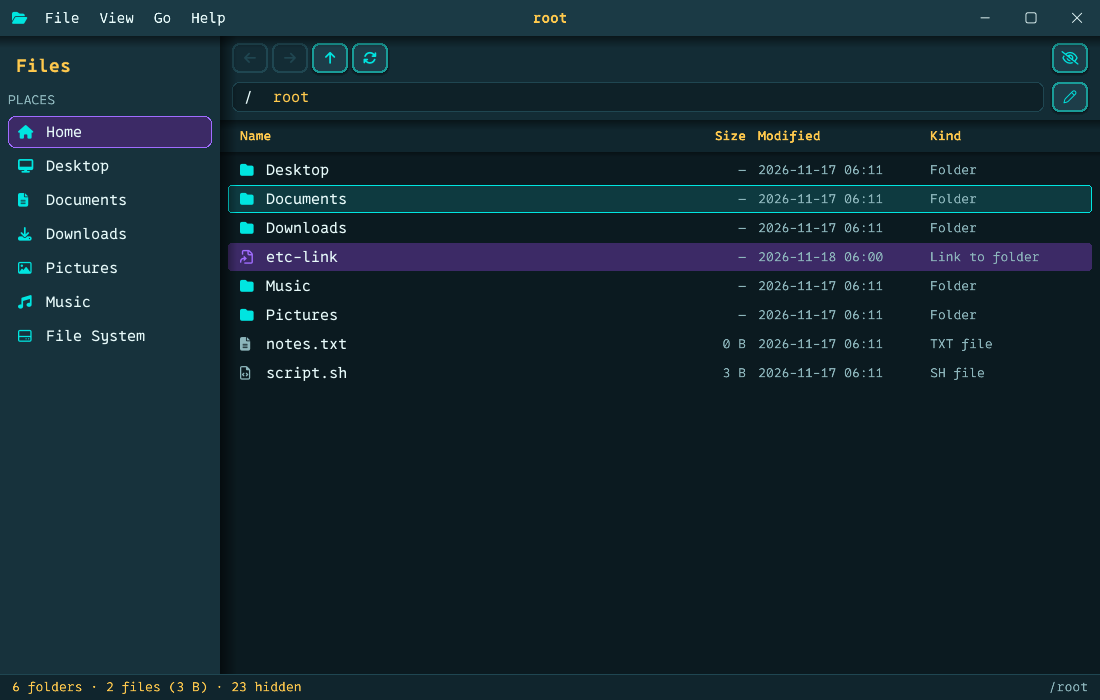 File View Go Help root
Files
PLACES
Home
Desktop
Documents
Downloads
Pictures
Music
File System
/ root
Name Size Modified Kind
Desktop — 2026-11-17 06:11 Folder
Documents — 2026-11-17 06:11 Folder
Downloads — 2026-11-17 06:11 Folder
etc-link — 2026-11-18 06:00 Link to folder
Music — 2026-11-17 06:11 Folder
Pictures — 2026-11-17 06:11 Folder
notes.txt 0 B 2026-11-17 06:11 TXT file
script.sh 3 B 2026-11-17 06:11 SH file
6 folders · 2 files (3 B) · 23 hidden /root